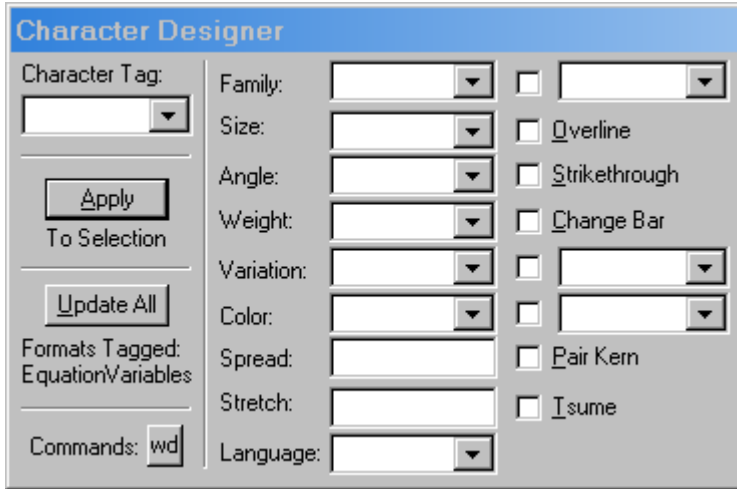 Character Designer
Character Tag:
Apply
To Selection
Update All
Formats Tagged:
EquationVariables
Commands: wd
Family:
Size:
Angle:
Weight:
Variation:
Color:
Spread:
Stretch:
Language:
Overline
Strikethrough
Change Bar
Pair Kern
Tsume